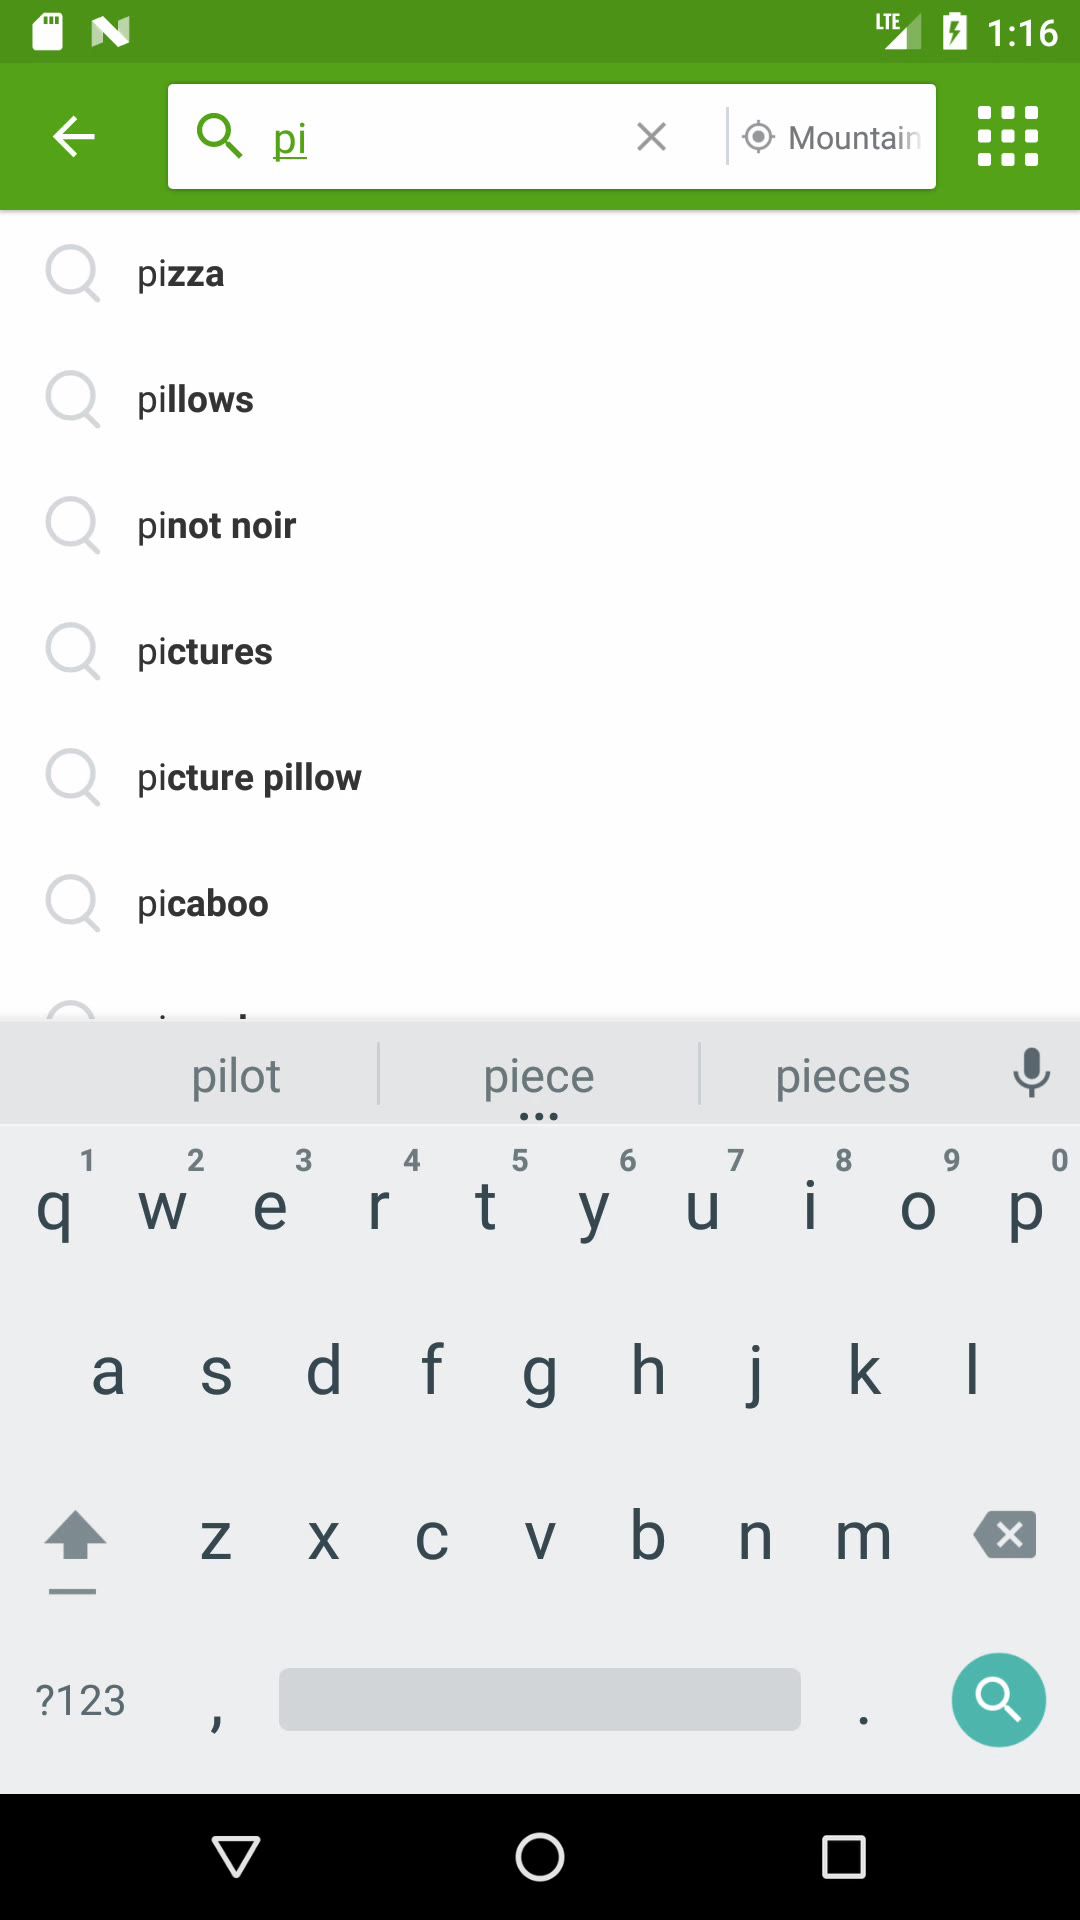 LTE 1:16
pi Mountain
pizza
pillows
pinot noir
pictures
picture pillow
picaboo
pilot piece pieces
1 2 3 4 5 6 7 8 9 0
q w e r t y u i o p
a s d f g h j k l
z x c v b n m
?123 , .